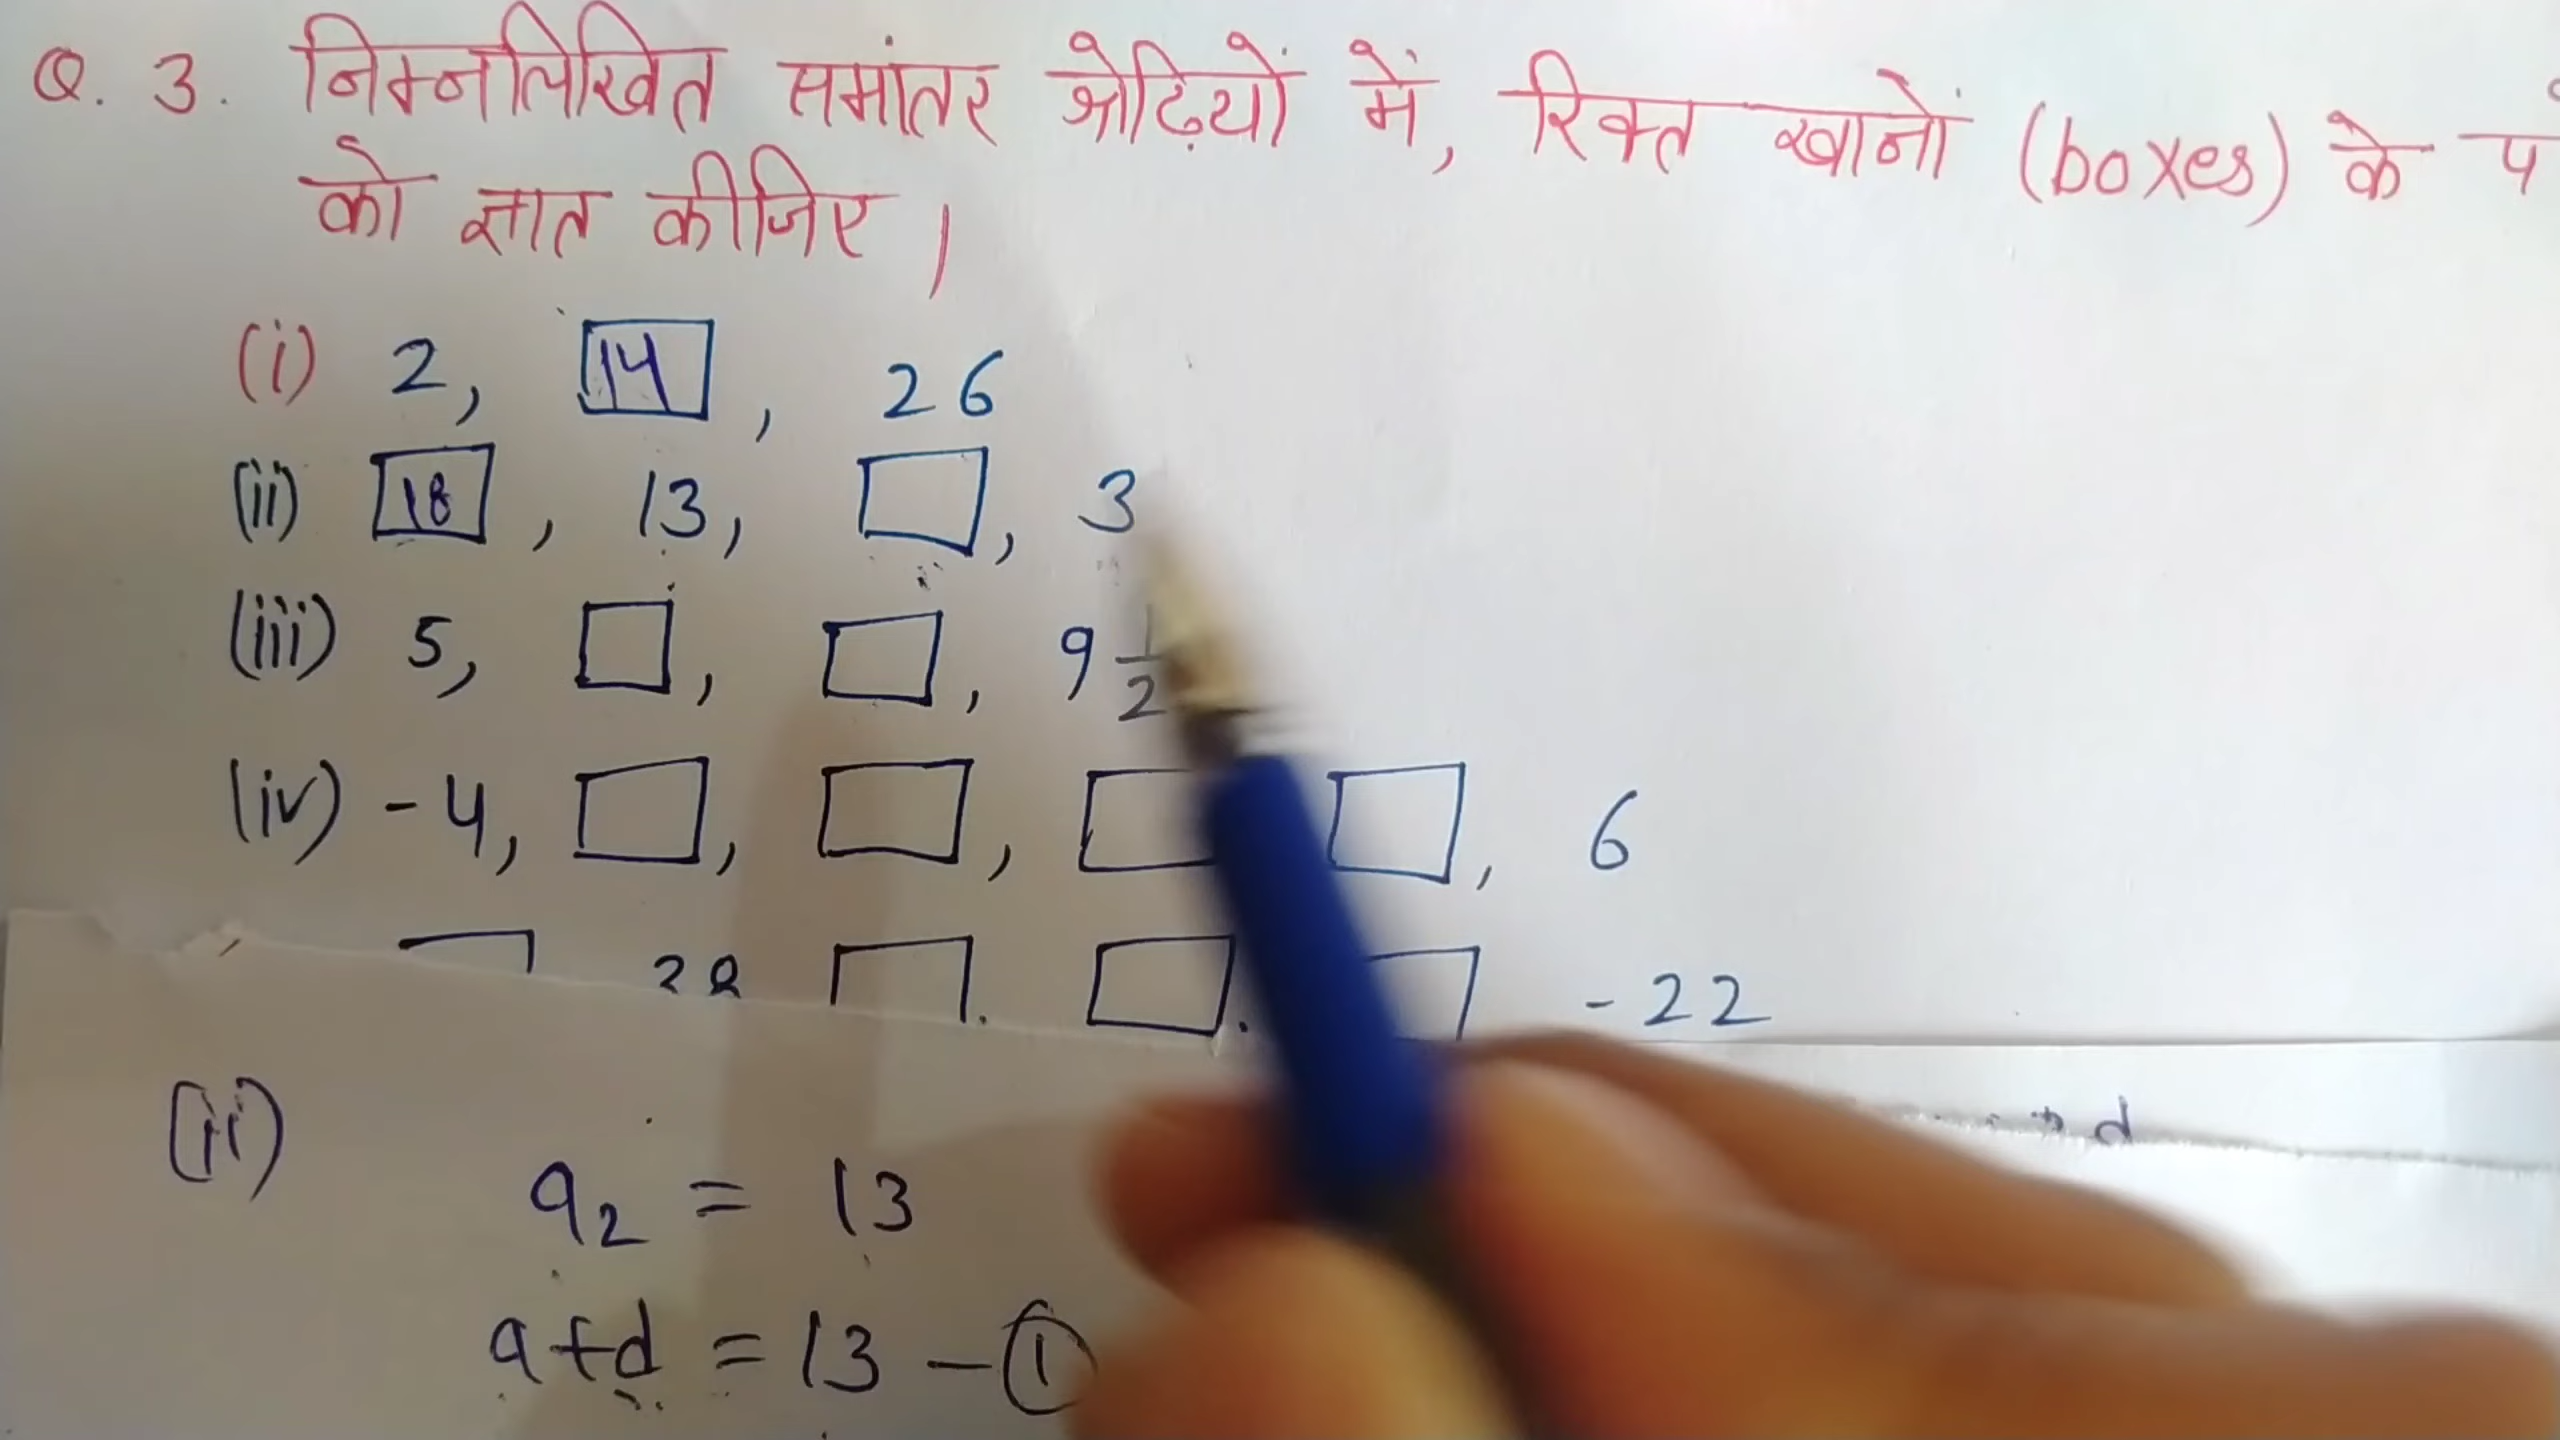 Q. 3. निम्नलिखित समांतर श्रेढ़ियों में, रिक्त खानों (boxes) के
को ज्ञात कीजिए।
(i) 2, 14, 26
(ii) 18, 13, , 3
(iii) 5, , , 9 1/2
(iv) -4, , , , 6
-22
(ii)
a2 = 13
a+d = 13 - ①
d